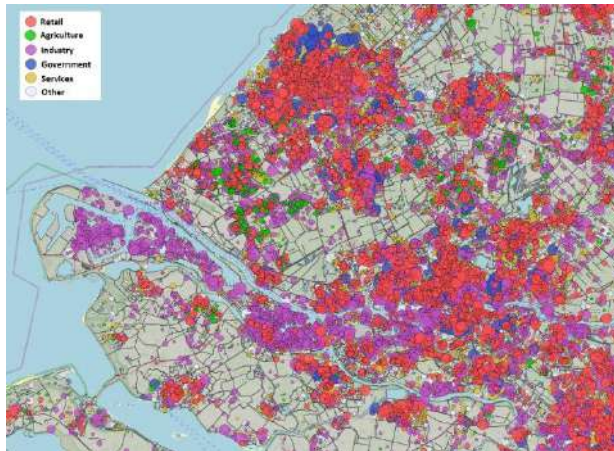 Retail
Agriculture
Industry
Government
Services
Other